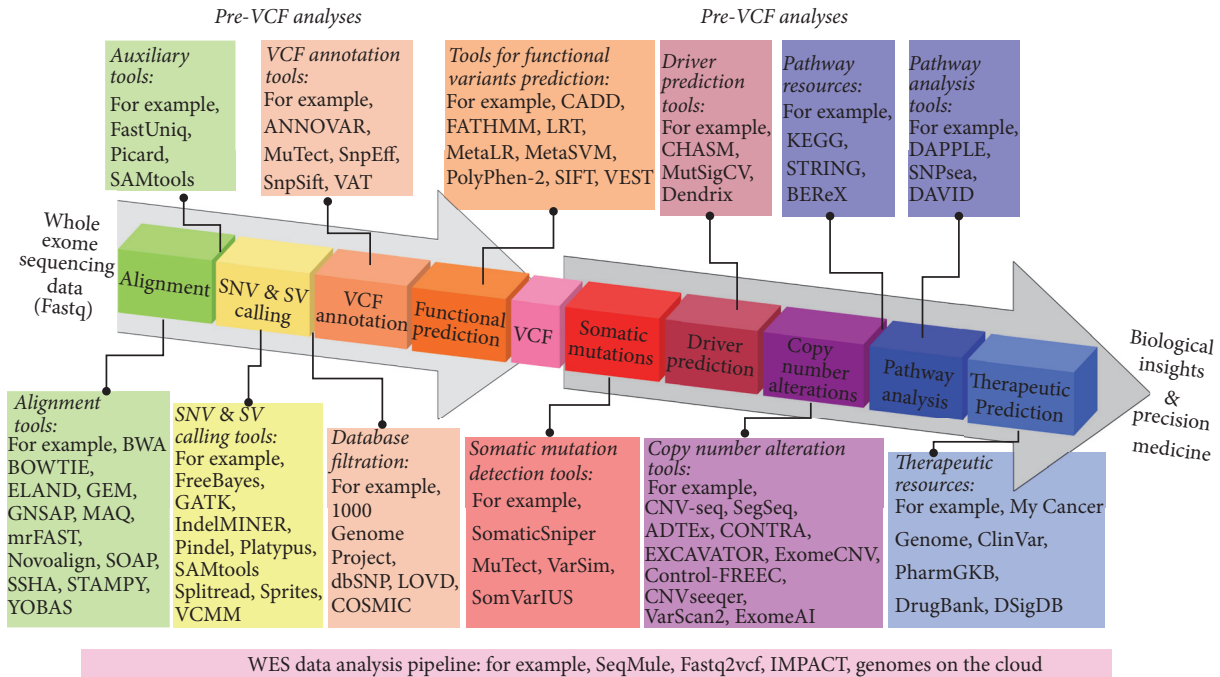 Pre-VCF analyses
Pre-VCF analyses
Auxiliary
tools:
For example,
FastUniq,
Picard,
SAMtools
VCF annotation
tools:
For example,
ANNOVAR,
MuTect, SnpEff,
SnpSift, VAT
Tools for functional
variants prediction:
For example, CADD,
FATHMM, LRT,
MetaLR, MetaSVM,
PolyPhen-2, SIFT, VEST
Driver
prediction
tools:
For example,
CHASM,
MutSigCV,
Dendrix
Pathway
resources:
For example,
KEGG,
STRING,
BEReX
Pathway
analysis
tools:
For example,
DAPPLE,
SNPsea,
DAVID
Whole
exome
sequencing
data
(Fastq)
Alignment
SNV & SV
calling
VCF
annotation
Functional
prediction
VCF
Somatic
mutations
Driver
prediction
Copy
number
alterations
Pathway
analysis
Therapeutic
Prediction
Biological
insights
&
precision
medicine
Alignment
tools:
For example, BWA
BOWTIE,
ELAND, GEM,
GNSAP, MAQ,
mrFAST,
Novoalign, SOAP,
SSHA, STAMPY,
YOBAS
SNV & SV
calling tools:
For example,
FreeBayes,
GATK,
IndelMINER,
Pindel, Platypus,
SAMtools
Splitread, Sprites,
VCMM
Database
filtration:
For example,
1000
Genome
Project,
dbSNP, LOVD,
COSMIC
Somatic mutation
detection tools:
For example,
SomaticSniper
MuTect, VarSim,
SomVarIUS
Copy number alteration
tools:
For example,
CNV-seq, SegSeq,
ADTEx, CONTRA,
EXCAVATOR, ExomeCNV,
Control-FREEC,
CNVseeqer,
VarScan2, ExomeAI
Therapeutic
resources:
For example, My Cancer
Genome, ClinVar,
PharmGKB,
DrugBank, DSigDB
WES data analysis pipeline: for example, SeqMule, Fastq2vcf, IMPACT, genomes on the cloud